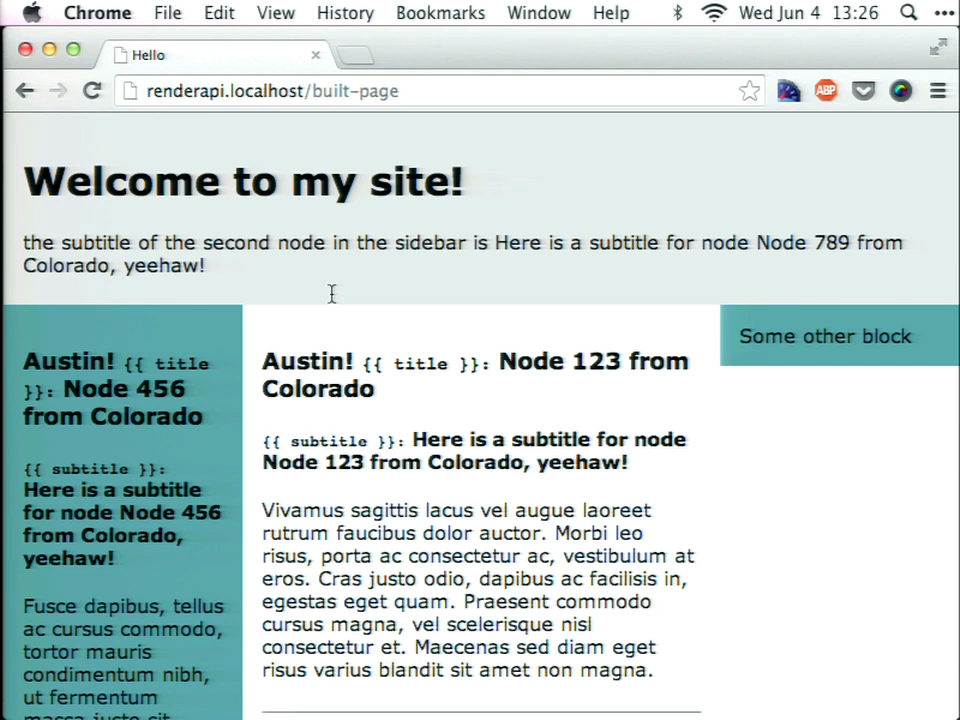 Chrome File Edit View History Bookmarks Window Help Wed Jun 4 13:26
Hello
renderapi.localhost/built-page
ABP
Welcome to my site!
the subtitle of the second node in the sidebar is Here is a subtitle for node Node 789 from
Colorado, yeehaw!
Austin! {{ title
}}: Node 456
from Colorado
{{ subtitle }}:
Here is a subtitle
for node Node 456
from Colorado,
yeehaw!
Fusce dapibus, tellus
ac cursus commodo,
tortor mauris
condimentum nibh,
ut fermentum
massa justo sit
Austin! {{ title }}: Node 123 from
Colorado
{{ subtitle }}: Here is a subtitle for node
Node 123 from Colorado, yeehaw!
Vivamus sagittis lacus vel augue laoreet
rutrum faucibus dolor auctor. Morbi leo
risus, porta ac consectetur ac, vestibulum at
eros. Cras justo odio, dapibus ac facilisis in,
egestas eget quam. Praesent commodo
cursus magna, vel scelerisque nisl
consectetur et. Maecenas sed diam eget
risus varius blandit sit amet non magna.
Some other block